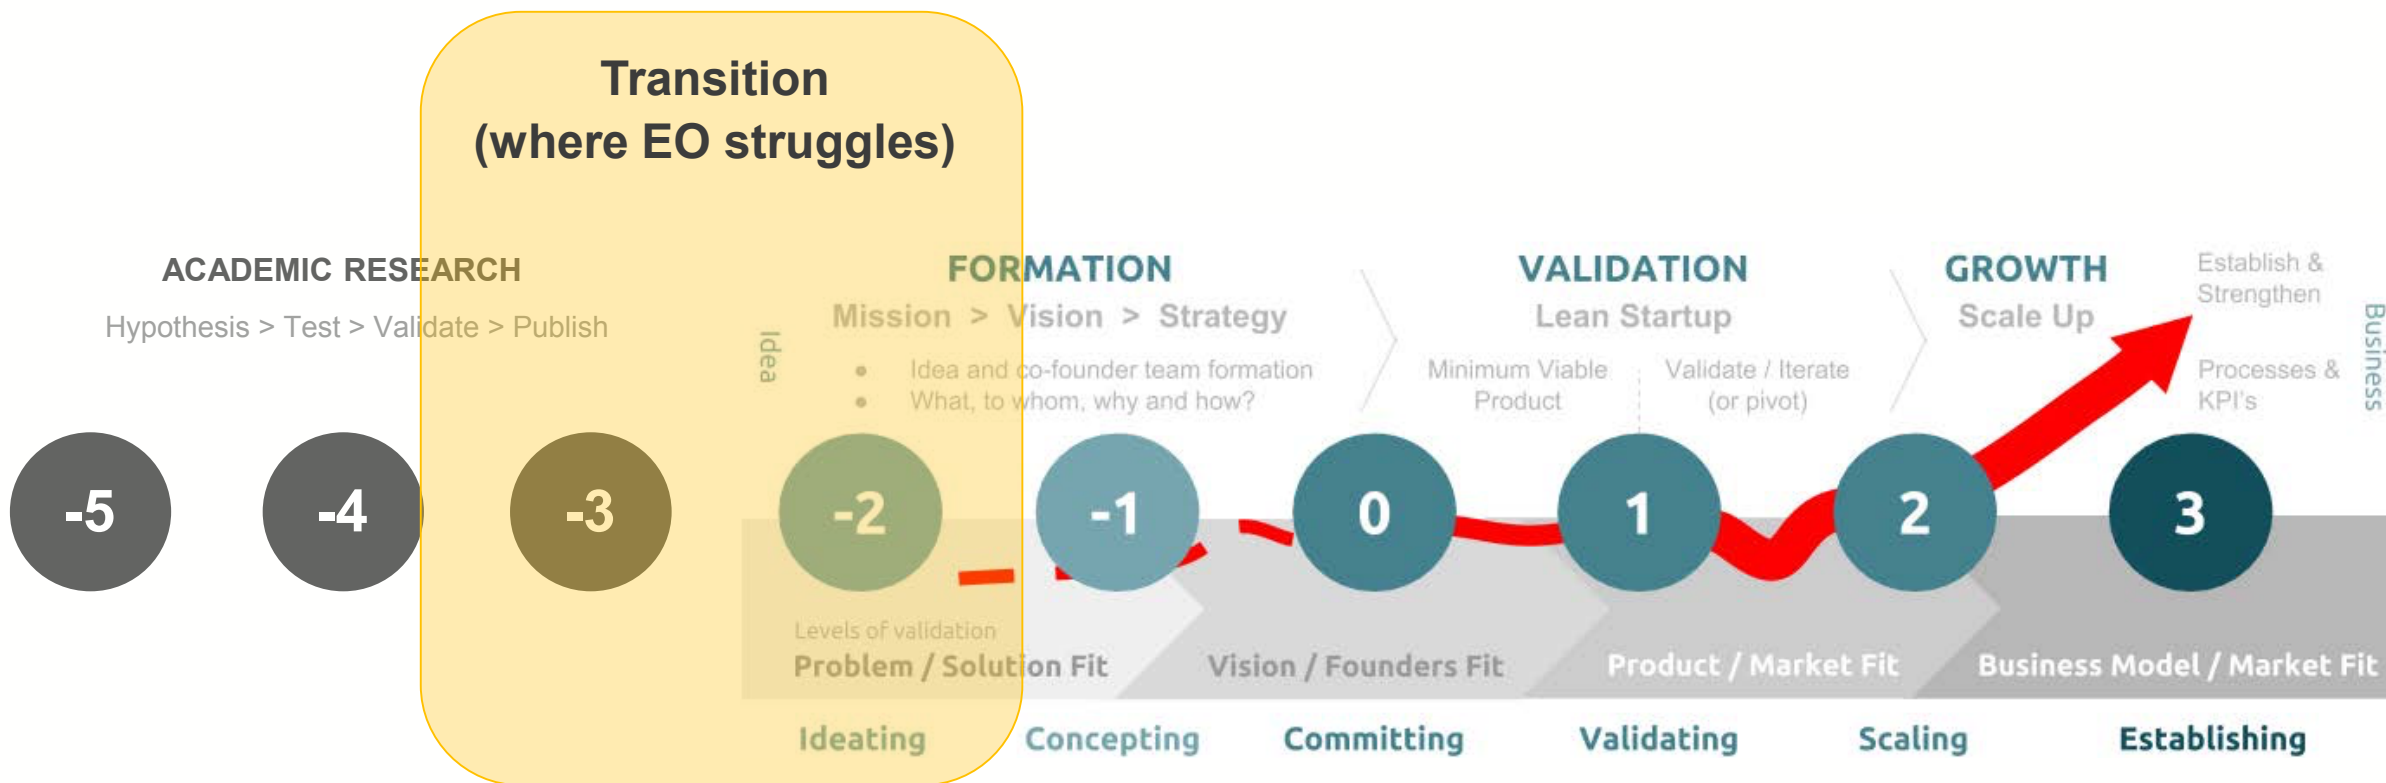 Transition
(where EO struggles)
ACADEMIC RESEARCH
Hypothesis > Test > Validate > Publish
Idea
FORMATION
Mission > Vision > Strategy
• Idea and co-founder team formation
• What, to whom, why and how?
VALIDATION
Lean Startup
Minimum Viable
Product
Validate / Iterate
(or pivot)
GROWTH
Scale Up
Establish &
Strengthen
Processes &
KPI's
Business
-5
-4
-3
-2
-1
0
1
2
3
Levels of validation
Problem / Solution Fit
Vision / Founders Fit
Product / Market Fit
Business Model / Market Fit
Ideating
Concepting
Committing
Validating
Scaling
Establishing